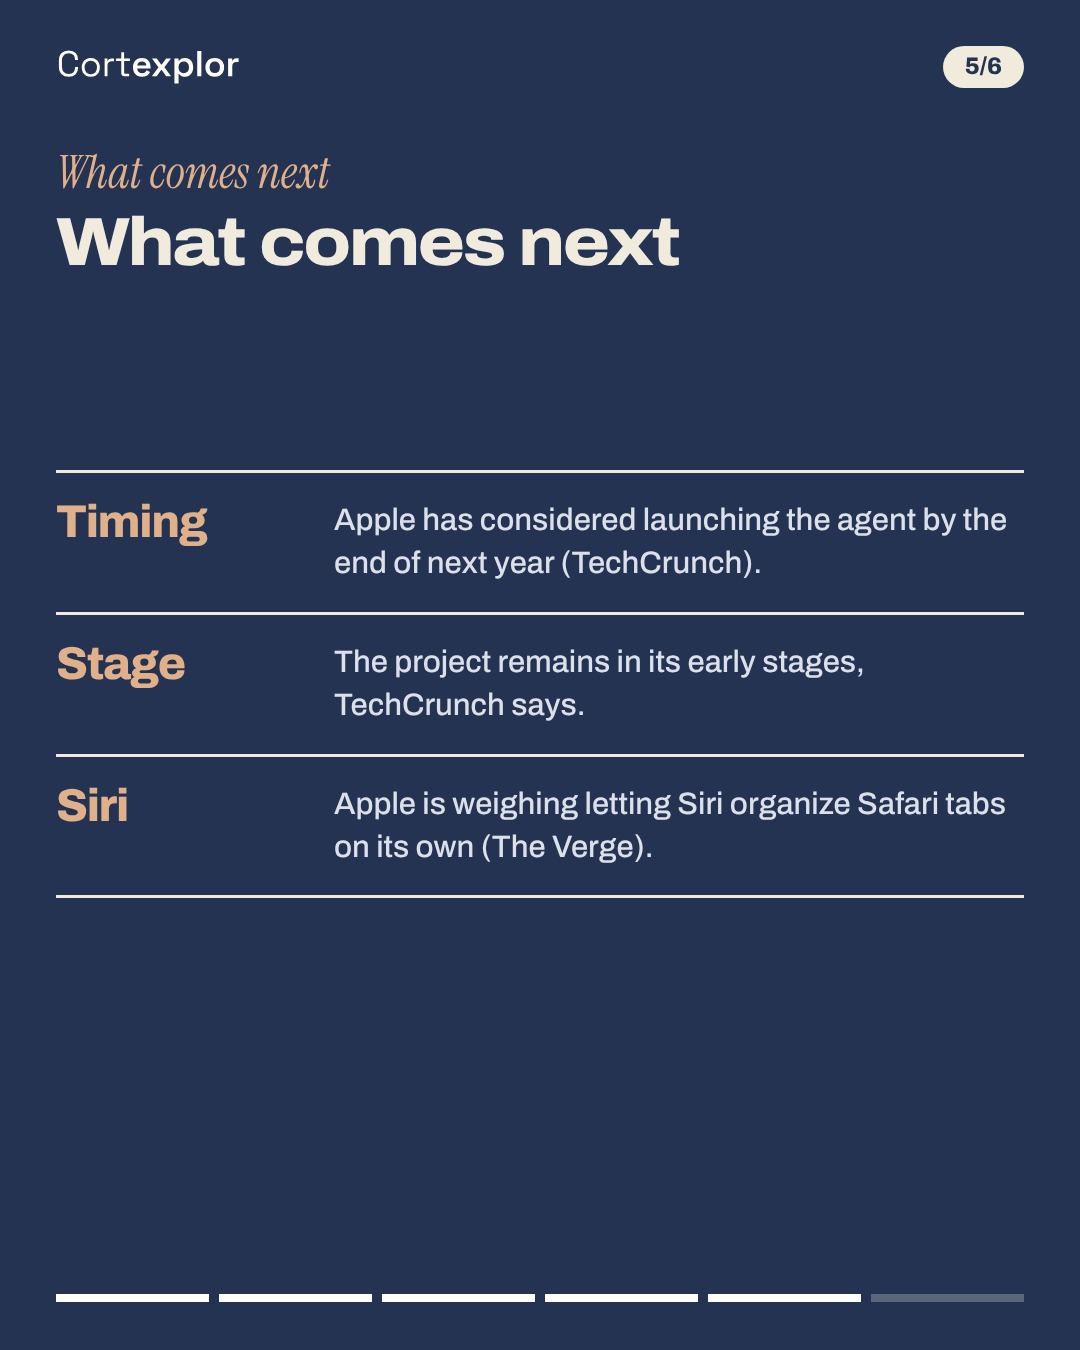 Cortexplor
5/6
What comes next
What comes next
Timing
Apple has considered launching the agent by the
end of next year (TechCrunch).
Stage
The project remains in its early stages,
TechCrunch says.
Siri
Apple is weighing letting Siri organize Safari tabs
on its own (The Verge).